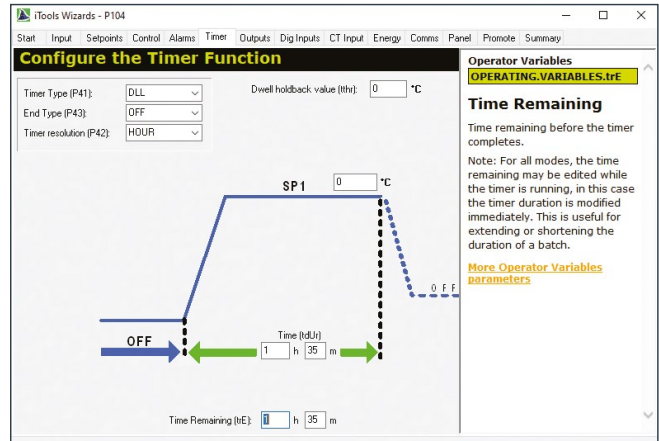 iTools Wizards - P104
Start Input Setpoints Control Alarms Timer Outputs Dig Inputs CT Input Energy Comms Panel Promote Summary
Configure the Timer Function
Timer Type (P41): DLL
End Type (P43): OFF
Timer resolution (P42): HOUR
Dwell holdback value (tthr): 0 °C
SP1 0 °C
OFF
OFF
Time (tdUr)
1 h 35 m
Time Remaining (trE): 1 h 35 m
Operator Variables
OPERATING.VARIABLES.trE
Time Remaining
Time remaining before the timer
completes.
Note: For all modes, the time
remaining may be edited while
the timer is running, in this case
the timer duration is modified
immediately. This is useful for
extending or shortening the
duration of a batch.
More Operator Variables
parameters